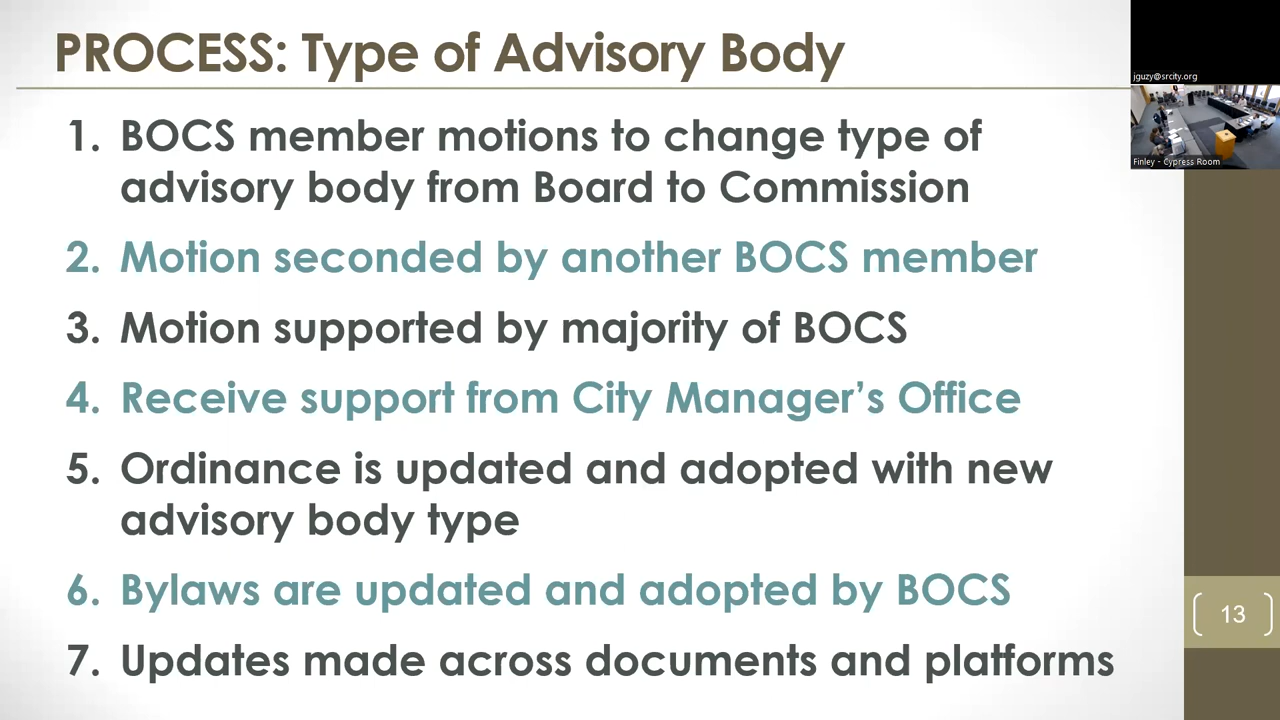 PROCESS: Type of Advisory Body
1. BOCS member motions to change type of
advisory body from Board to Commission
2. Motion seconded by another BOCS member
3. Motion supported by majority of BOCS
4. Receive support from City Manager’s Office
5. Ordinance is updated and adopted with new
advisory body type
6. Bylaws are updated and adopted by BOCS
7. Updates made across documents and platforms
jguzy@srcity.org
Finley - Cypress Room
13